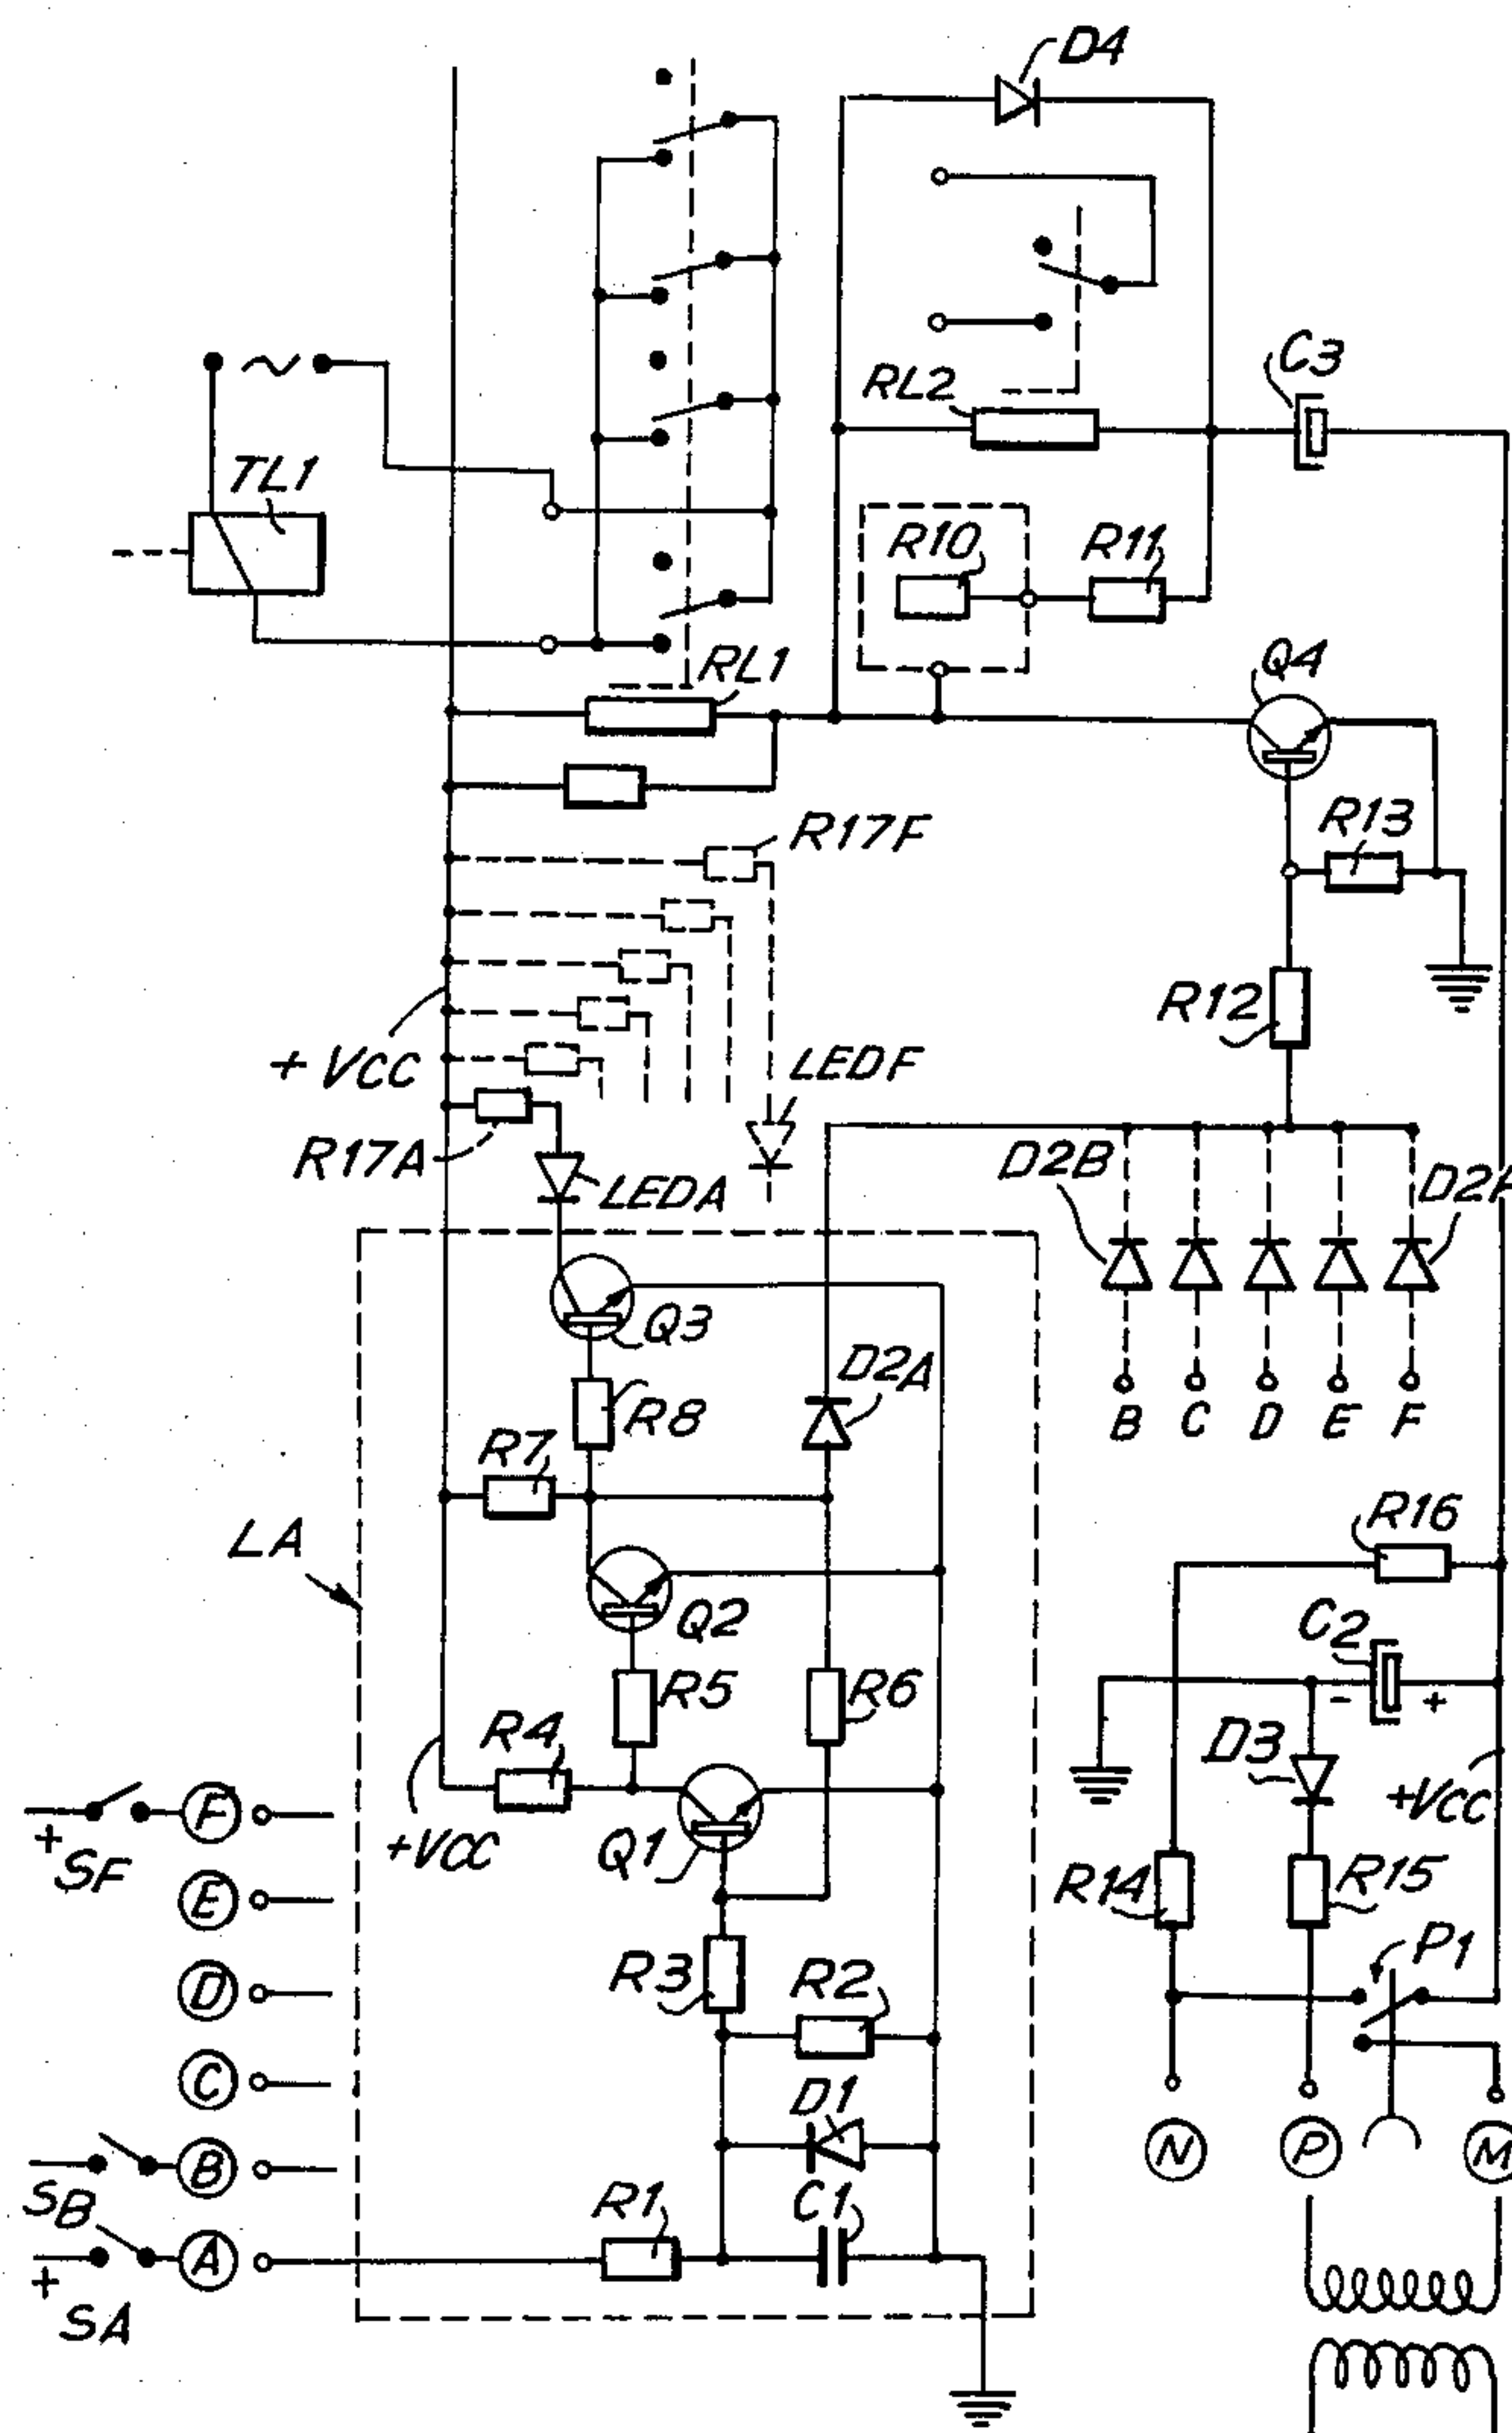 D4
C3
RL2
TL1
R10
R11
Q4
RL1
R13
R17F
R12
+ VCC
LEDF
R17A
LEDA
D2B
Q3
D2A
R8
B C D E F
R7
R16
LA
Q2
C2
R5
R6
- +
R4
D3
F
+VCC
+VCC
+
SF
Q1
R14
R15
E
P1
R3
R2
D
C
D1
N
P
M
B
SB
R1
C1
A
+
SA